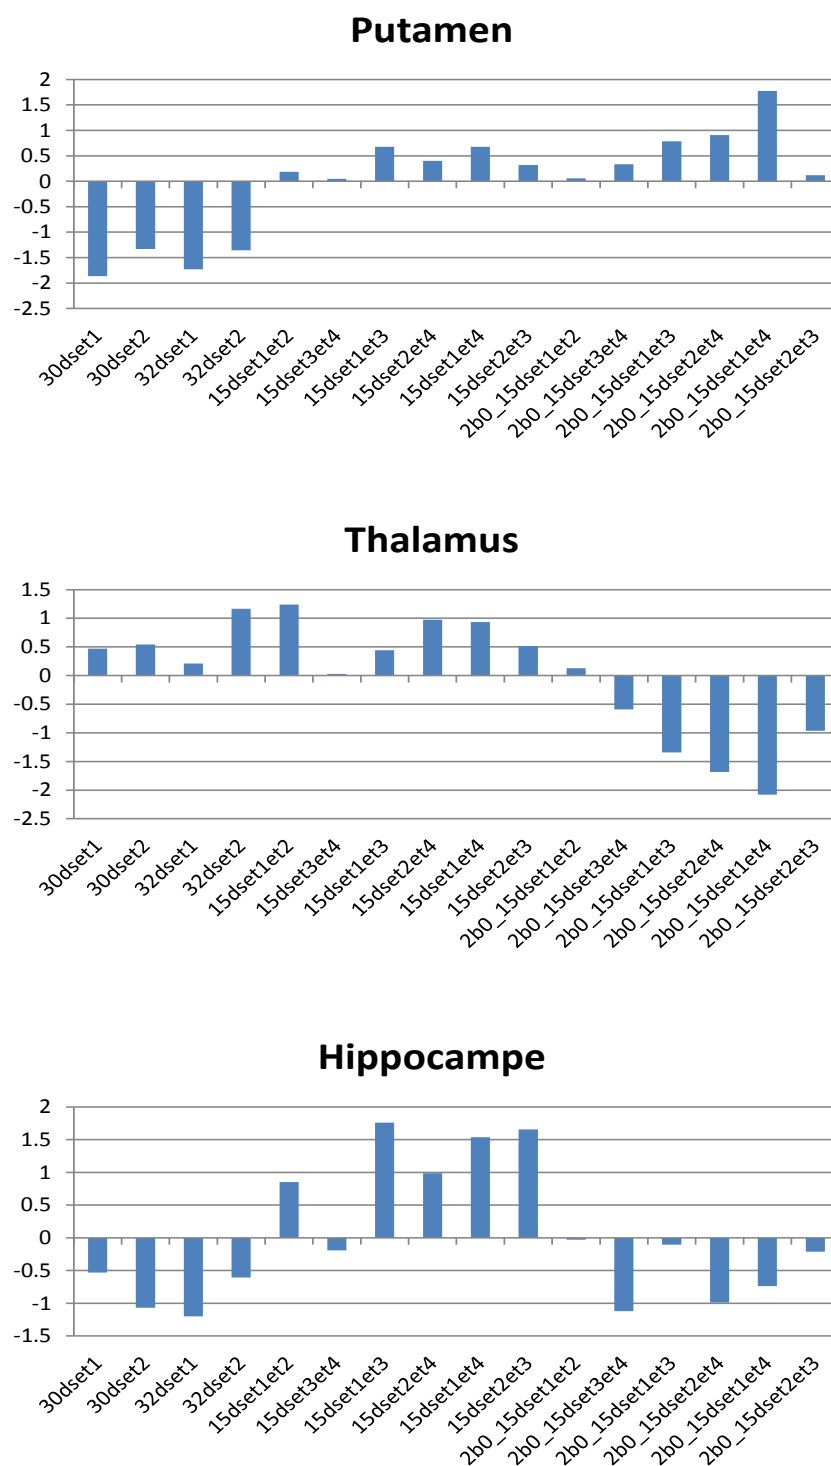 Putamen
2
1.5
1
0.5
0
-0.5
-1
-1.5
-2
-2.5
30dset1
30dset2
32dset1
32dset2
15dset1et2
15dset3et4
15dset1et3
15dset2et4
15dset1et4
15dset2et3
2b0_15dset1et2
2b0_15dset3et4
2b0_15dset1et3
2b0_15dset2et4
2b0_15dset1et4
2b0_15dset2et3
Thalamus
1.5
1
0.5
0
-0.5
-1
-1.5
-2
-2.5
30dset1
30dset2
32dset1
32dset2
15dset1et2
15dset3et4
15dset1et3
15dset2et4
15dset1et4
15dset2et3
2b0_15dset1et2
2b0_15dset3et4
2b0_15dset1et3
2b0_15dset2et4
2b0_15dset1et4
2b0_15dset2et3
Hippocampe
2
1.5
1
0.5
0
-0.5
-1
-1.5
30dset1
30dset2
32dset1
32dset2
15dset1et2
15dset3et4
15dset1et3
15dset2et4
15dset1et4
15dset2et3
2b0_15dset1et2
2b0_15dset3et4
2b0_15dset1et3
2b0_15dset2et4
2b0_15dset1et4
2b0_15dset2et3